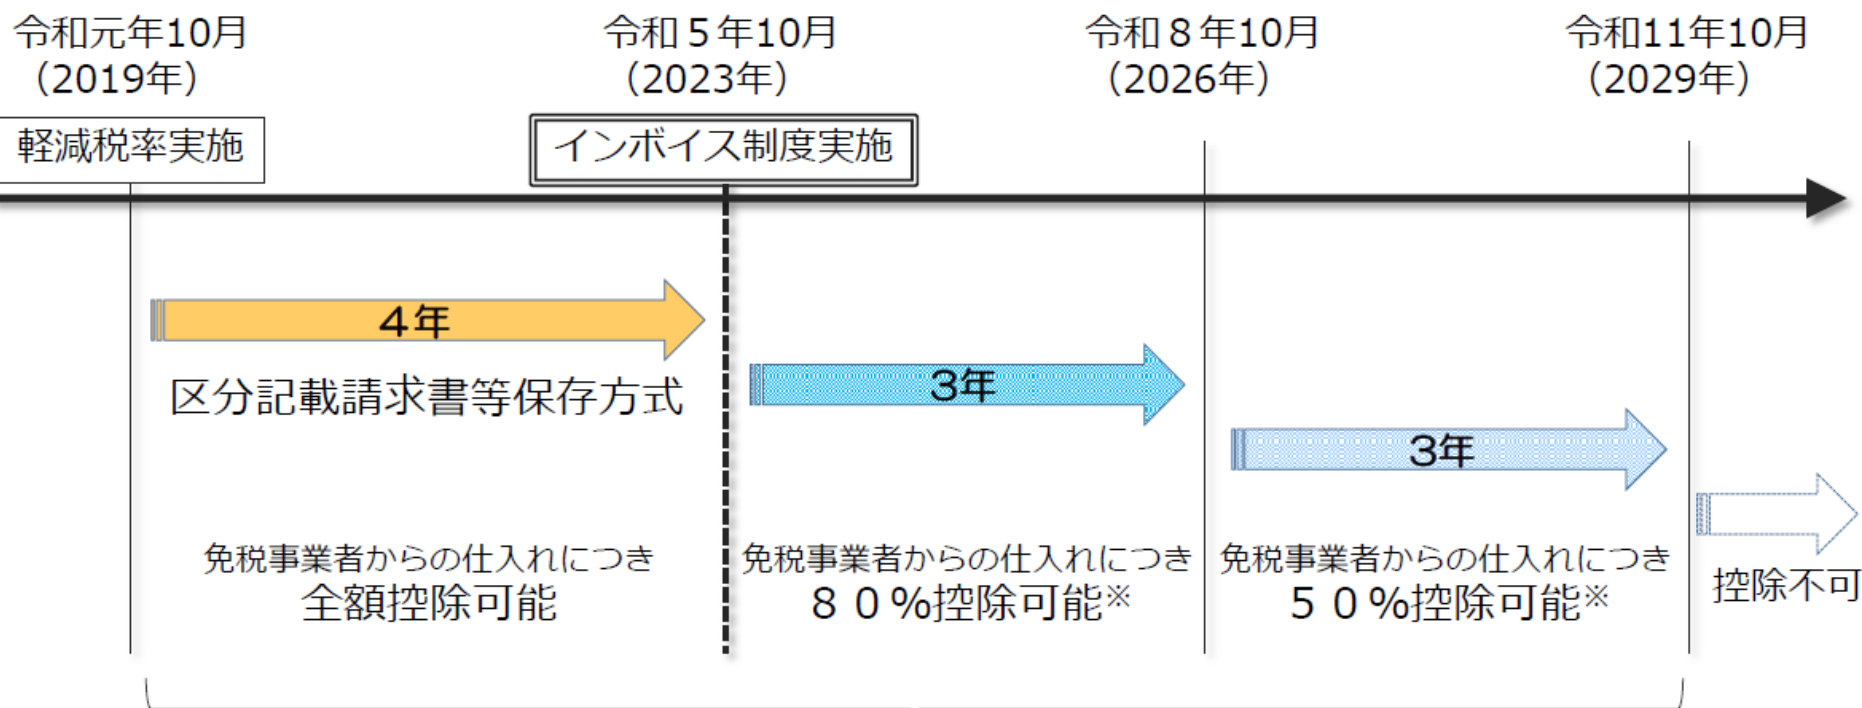 令和元年10月
（2019年）
令和５年10月
（2023年）
令和８年10月
（2026年）
令和11年10月
（2029年）
軽減税率実施
インボイス制度実施
４年
区分記載請求書等保存方式
３年
３年
免税事業者からの仕入れにつき
全額控除可能
免税事業者からの仕入れにつき
８０％控除可能※
免税事業者からの仕入れにつき
５０％控除可能※
控除不可